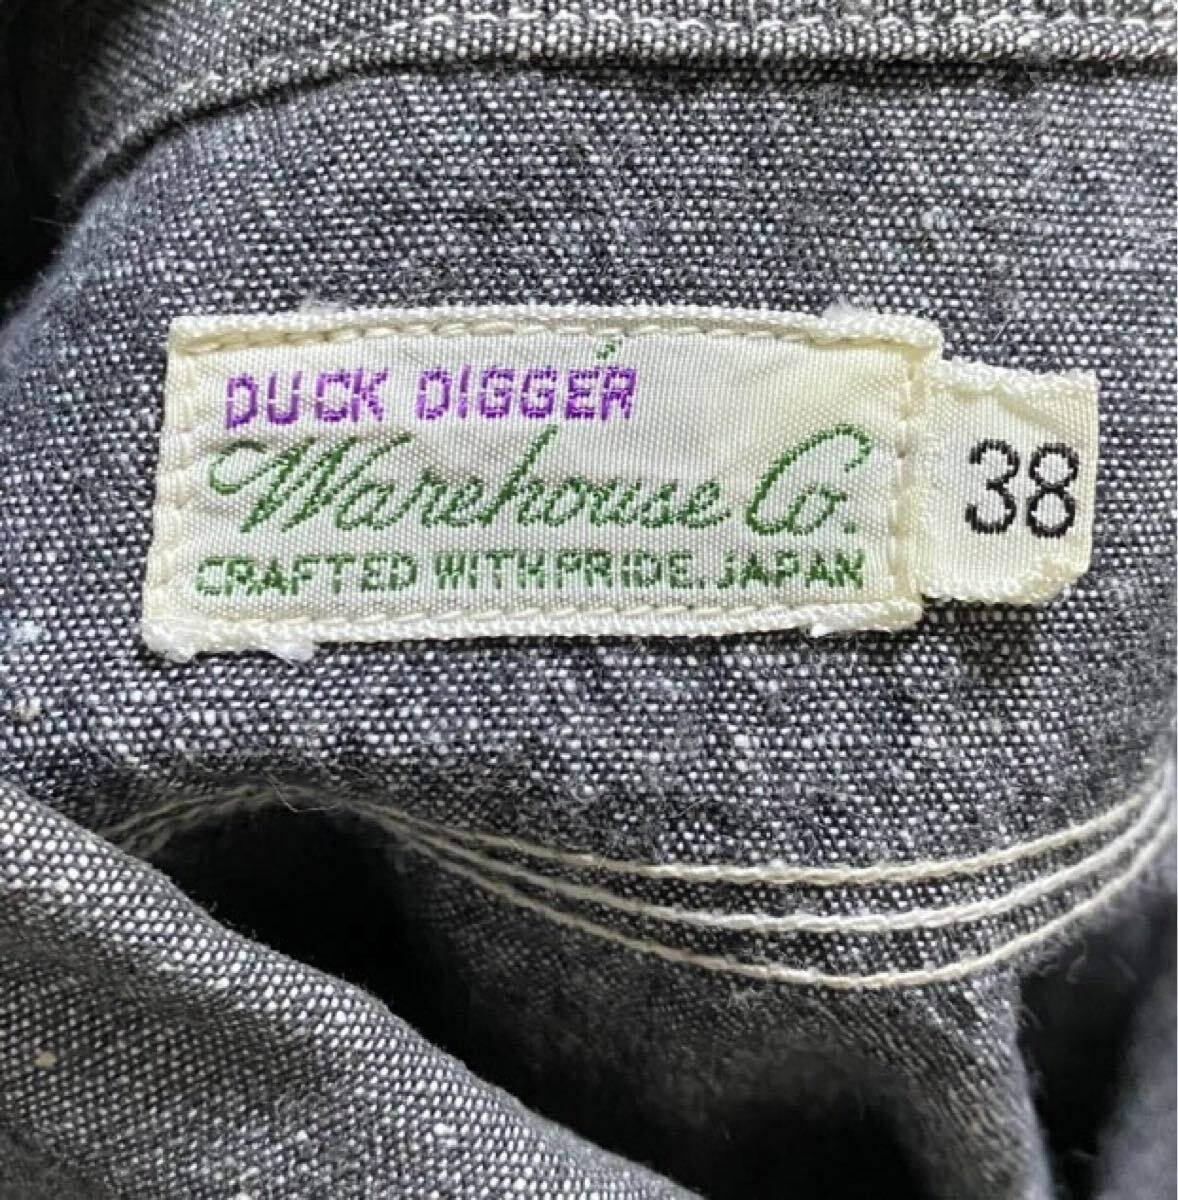 DUCK DIGGER
Warehouse Co.
CRAFTED WITH PRIDE. JAPAN
38